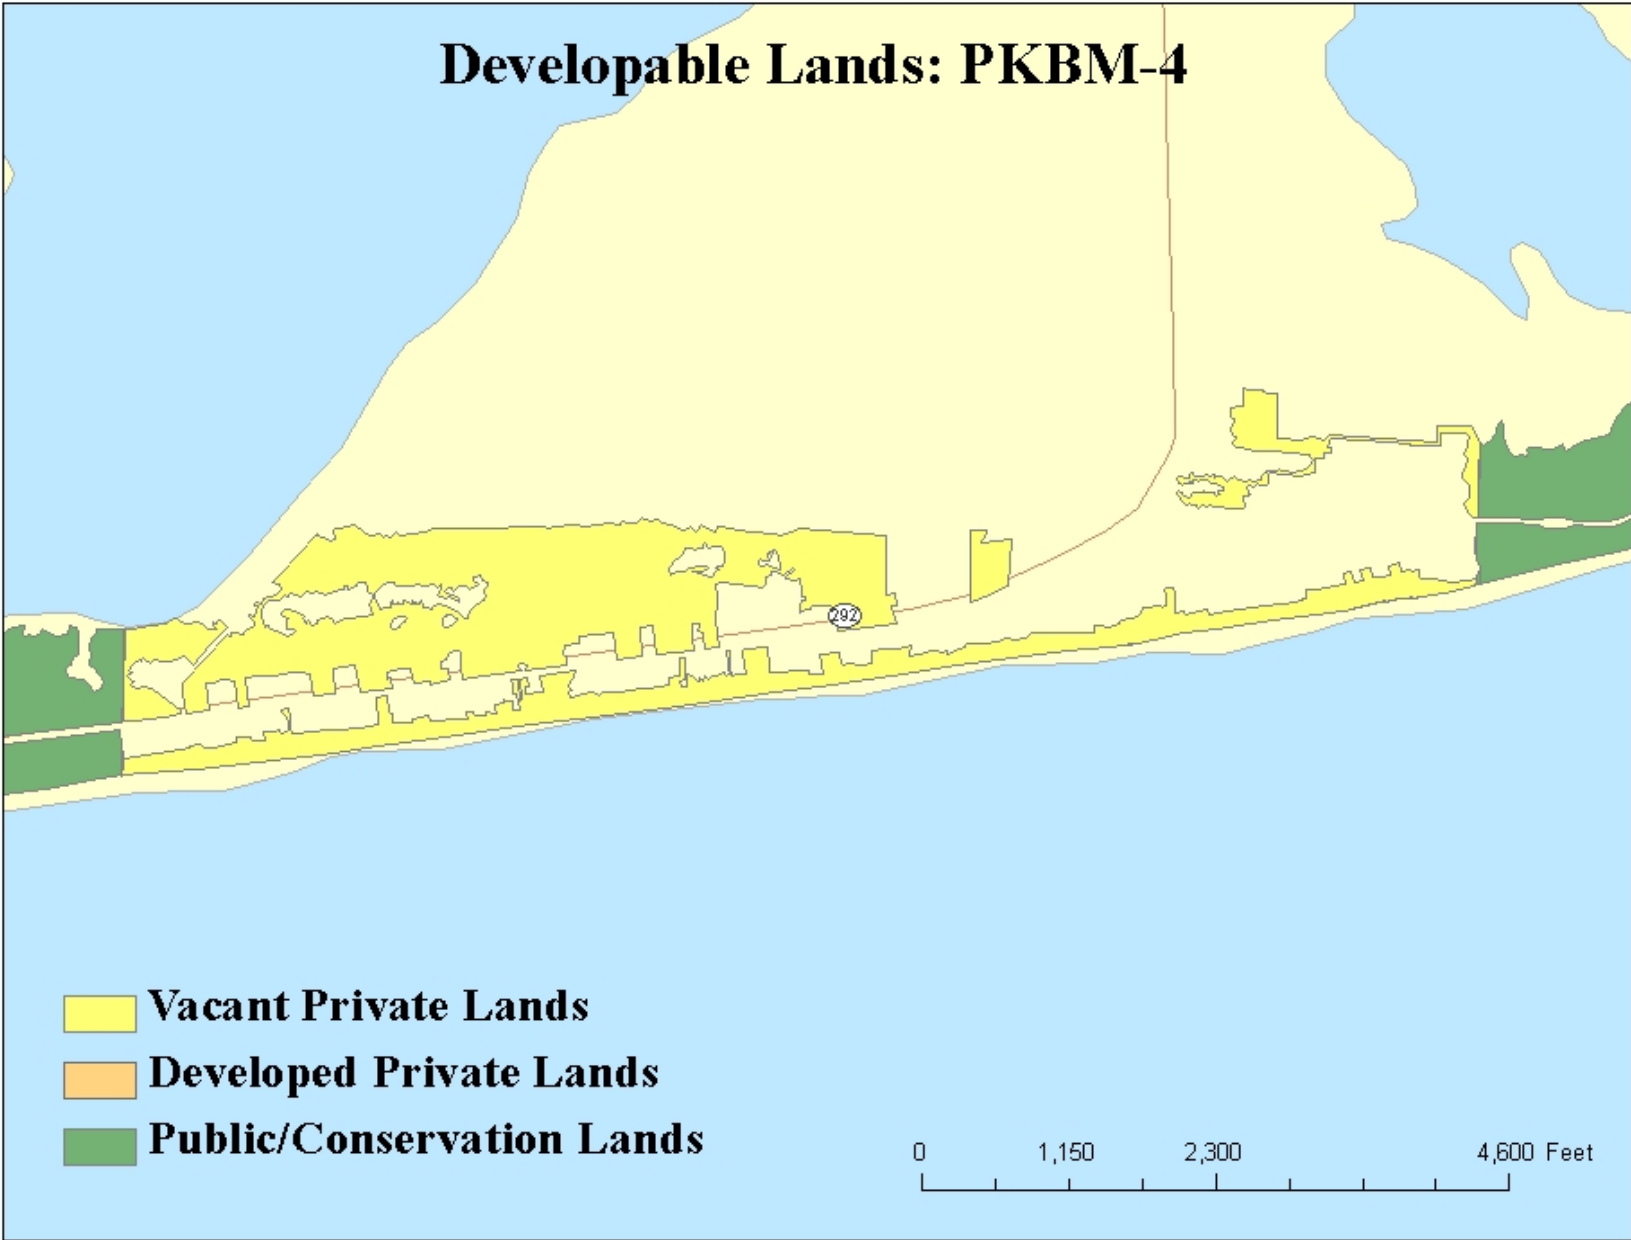 Developable Lands: PKBM-4
292
Vacant Private Lands
Developed Private Lands
Public/Conservation Lands
0 1,150 2,300 4,600 Feet